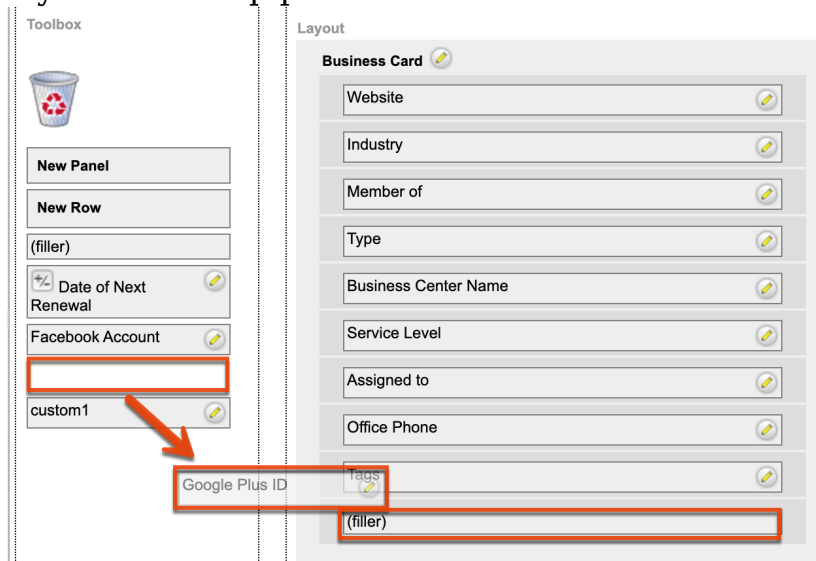 Toolbox
New Panel
New Row
(filler)
+/- Date of Next
Renewal
Facebook Account
custom1
Google Plus ID
Layout
Business Card
Website
Industry
Member of
Type
Business Center Name
Service Level
Assigned to
Office Phone
Tags
(filler)